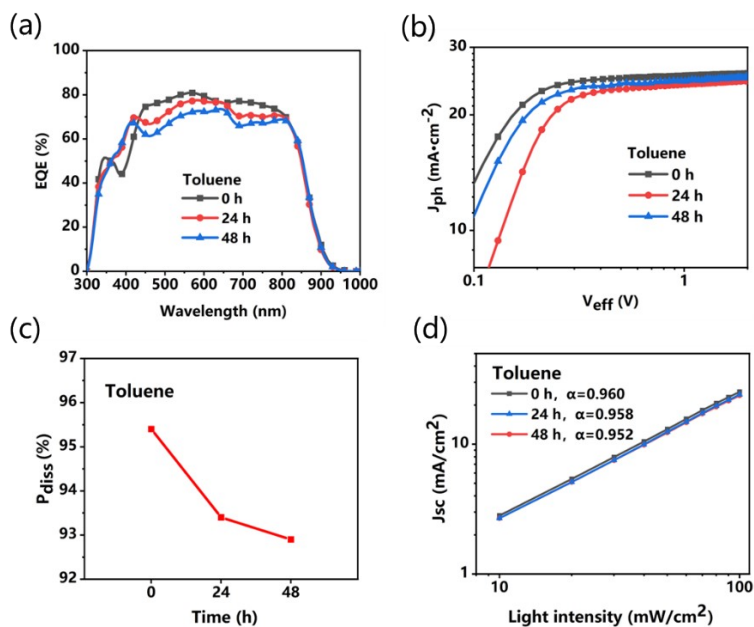 (a)
100
80
60
40
20
0
EQE (%)
Toluene
0 h
24 h
48 h
300 400 500 600 700 800 900 1000
Wavelength (nm)
(b)
30
20
10
Jph (mA•cm-2)
Toluene
0 h
24 h
48 h
0.1 1
Veff (V)
(c)
97
96
95
94
93
92
Pdiss (%)
Toluene
0 24 48
Time (h)
(d)
10
1
Jsc (mA/cm2)
Toluene
0 h, α=0.960
24 h, α=0.958
48 h, α=0.952
10 100
Light intensity (mW/cm2)